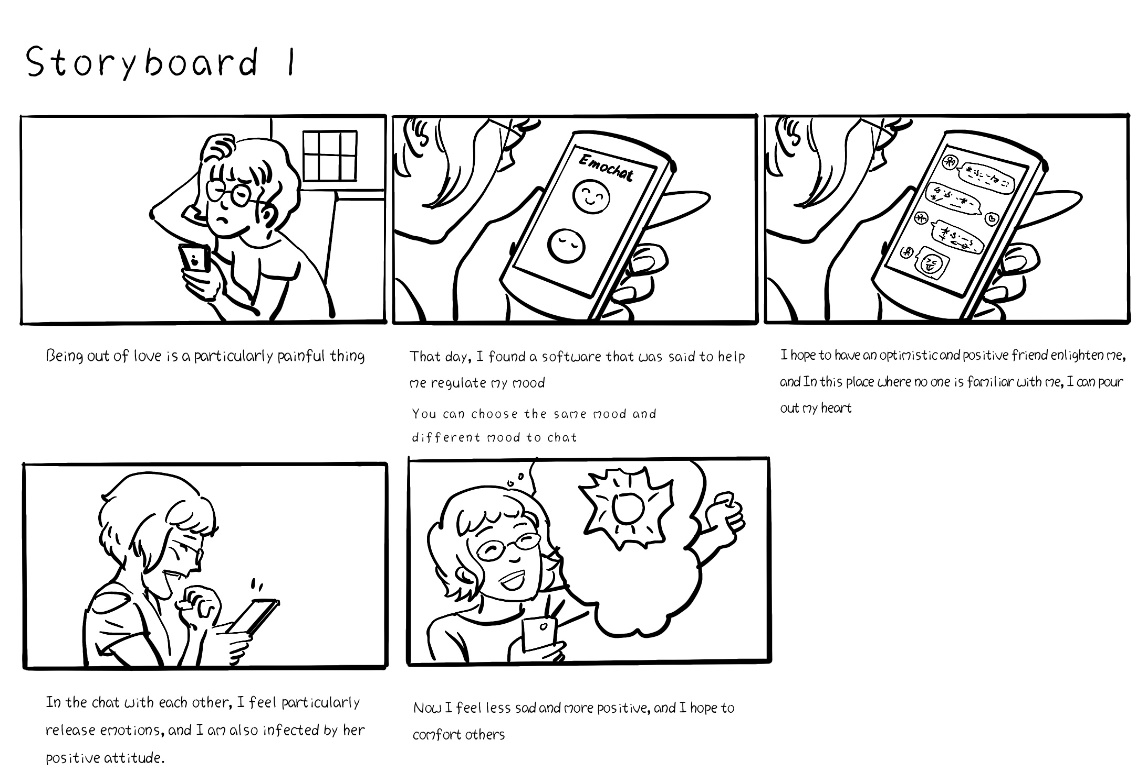 Storyboard 1
Emochat
Being out of love is a particularly painful thing
That day, I found a software that was said to help
me regulate my mood
You can choose the same mood and
different mood to chat
I hope to have an optimistic and positive friend enlighten me,
and In this place where no one is familiar with me, I can pour
out my heart
In the chat with each other, I feel particularly
release emotions, and I am also infected by her
positive attitude.
Now I feel less sad and more positive, and I hope to
comfort others